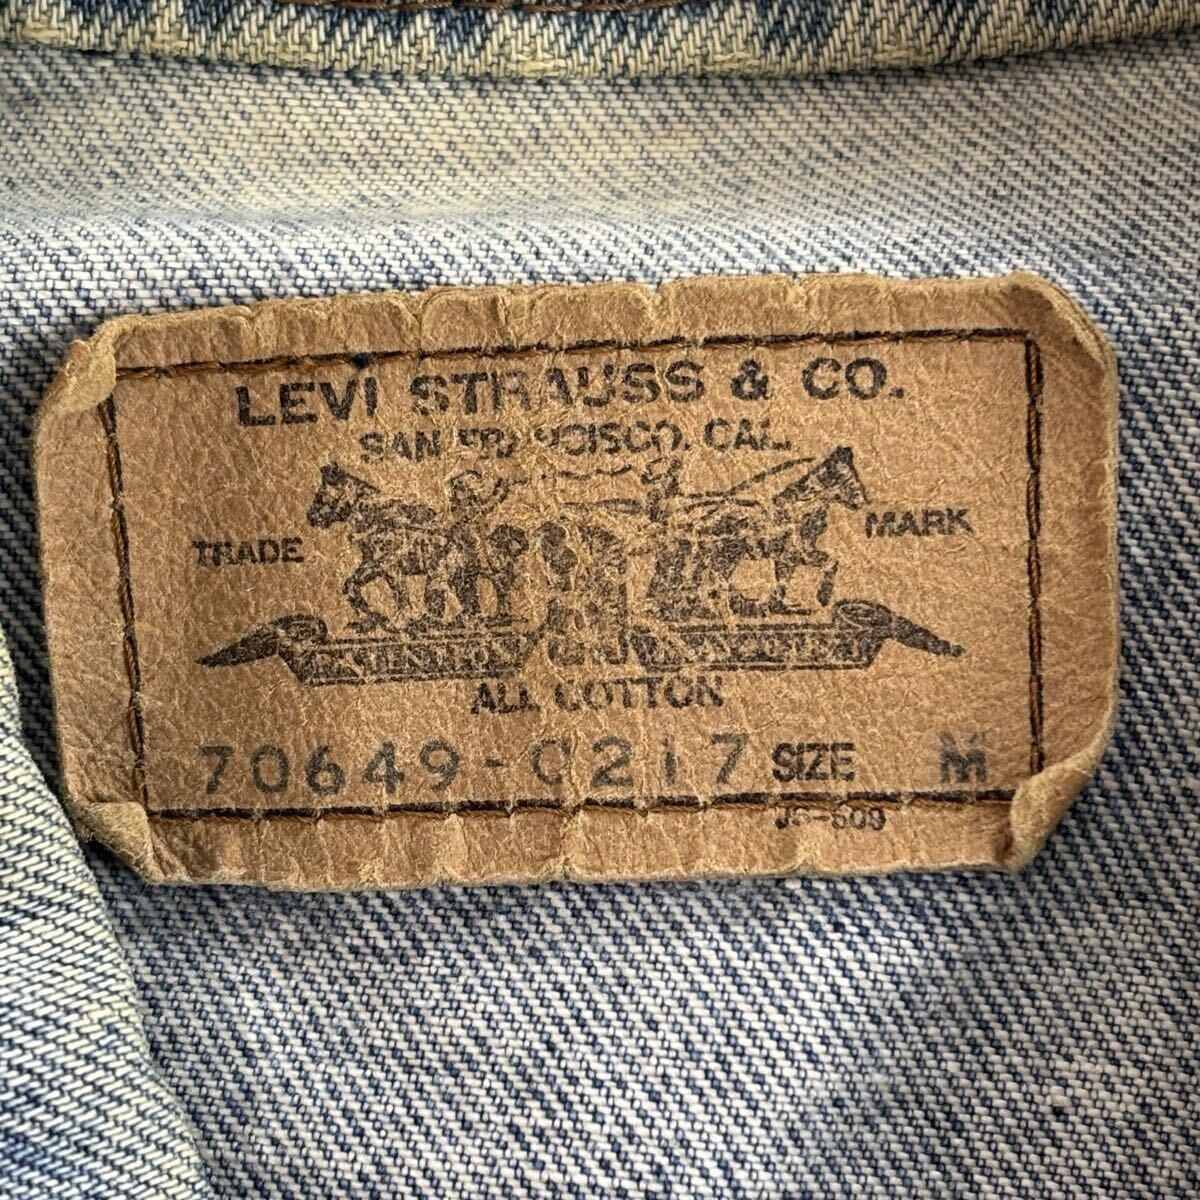 LEVI STRAUSS & CO.
SAN FRANCISCO, CAL.
TRADE MARK
ALL COTTON
70649-0217 SIZE M